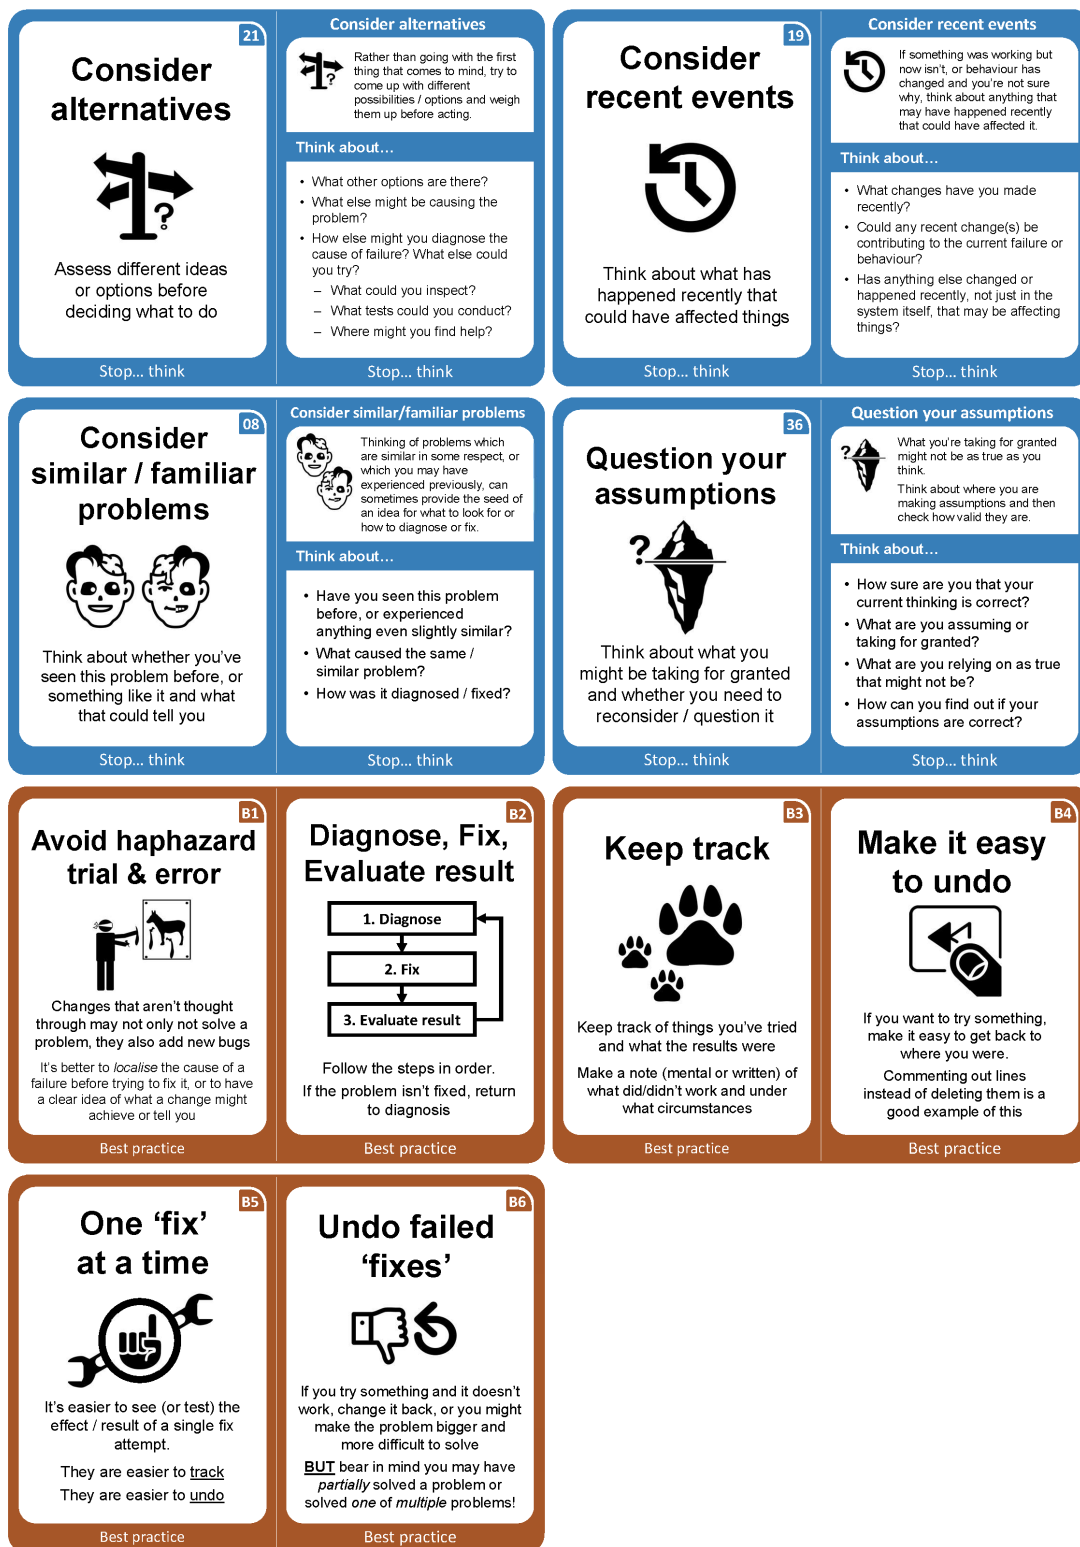 21
Consider
alternatives
Assess different ideas
or options before
deciding what to do
Stop... think
Consider alternatives
Rather than going with the first
thing that comes to mind, try to
come up with different
possibilities / options and weigh
them up before acting.
Think about...
• What other options are there?
• What else might be causing the
problem?
• How else might you diagnose the
cause of failure? What else could
you try?
– What could you inspect?
– What tests could you conduct?
– Where might you find help?
Stop... think
19
Consider
recent events
Think about what has
happened recently that
could have affected things
Stop... think
Consider recent events
If something was working but
now isn't, or behaviour has
changed and you're not sure
why, think about anything that
may have happened recently
that could have affected it.
Think about...
• What changes have you made
recently?
• Could any recent change(s) be
contributing to the current failure or
behaviour?
• Has anything else changed or
happened recently, not just in the
system itself, that may be affecting
things?
Stop... think
08
Consider
similar / familiar
problems
Think about whether you've
seen this problem before, or
something like it and what
that could tell you
Stop... think
Consider similar/familiar problems
Thinking of problems which
are similar in some respect, or
which you may have
experienced previously, can
sometimes provide the seed of
an idea for what to look for or
how to diagnose or fix.
Think about...
• Have you seen this problem
before, or experienced
anything even slightly similar?
• What caused the same /
similar problem?
• How was it diagnosed / fixed?
Stop... think
36
Question your
assumptions
?
Think about what you
might be taking for granted
and whether you need to
reconsider / question it
Stop... think
Question your assumptions
?
What you're taking for granted
might not be as true as you
think.
Think about where you are
making assumptions and then
check how valid they are.
Think about...
• How sure are you that your
current thinking is correct?
• What are you assuming or
taking for granted?
• What are you relying on as true
that might not be?
• How can you find out if your
assumptions are correct?
Stop... think
B1
Avoid haphazard
trial & error
Changes that aren't thought
through may not only not solve a
problem, they also add new bugs
It's better to localise the cause of a
failure before trying to fix it, or to have
a clear idea of what a change might
achieve or tell you
Best practice
B2
Diagnose, Fix,
Evaluate result
1. Diagnose
2. Fix
3. Evaluate result
Follow the steps in order.
If the problem isn't fixed, return
to diagnosis
Best practice
B3
Keep track
Keep track of things you've tried
and what the results were
Make a note (mental or written) of
what did/didn't work and under
what circumstances
Best practice
B4
Make it easy
to undo
If you want to try something,
make it easy to get back to
where you were.
Commenting out lines
instead of deleting them is a
good example of this
Best practice
B5
One 'fix'
at a time
It's easier to see (or test) the
effect / result of a single fix
attempt.
They are easier to track
They are easier to undo
Best practice
B6
Undo failed
'fixes'
If you try something and it doesn't
work, change it back, or you might
make the problem bigger and
more difficult to solve
BUT bear in mind you may have
partially solved a problem or
solved one of multiple problems!
Best practice